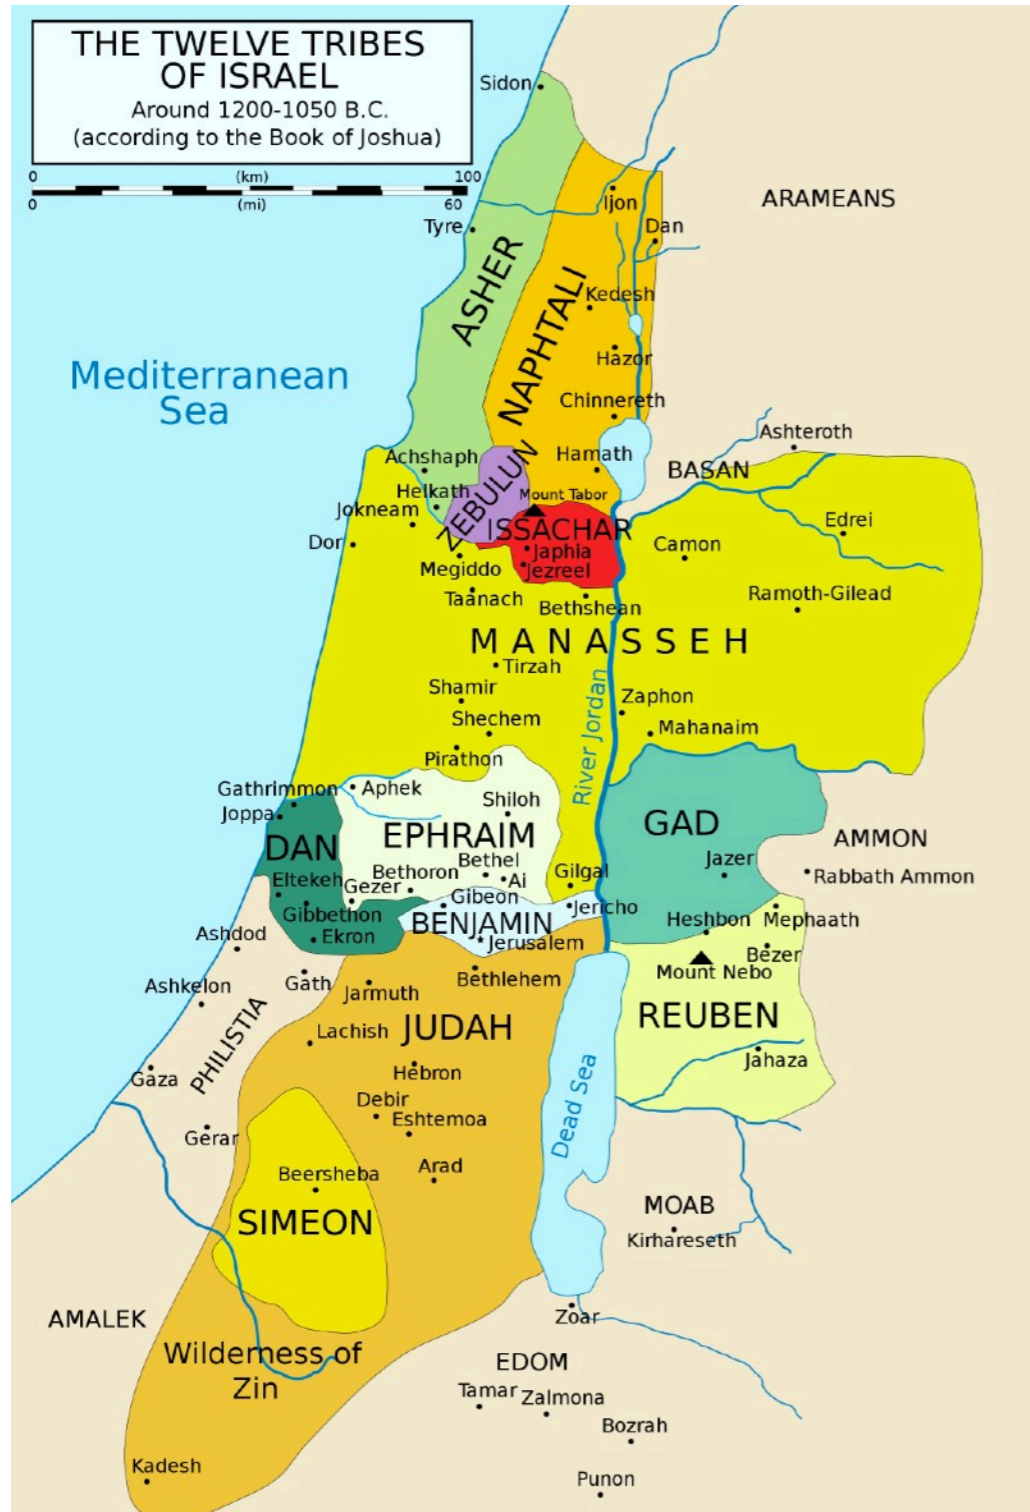 THE TWELVE TRIBES
OF ISRAEL
Around 1200-1050 B.C.
(according to the Book of Joshua)
0 (km) 100
0 (mi) 60
Sidon
Ijon
ARAMEANS
Tyre
Dan
ASHER
NAPHTALI
Kedesh
Hazor
Mediterranean
Sea
Chinnereth
Ashteroth
Achshaph
Hamath
BASAN
ZEBULUN
Helkath
Mount Tabor
Jokneam
ISSACHAR
Edrei
Dor
Japhia
Camon
Megiddo
Jezreel
Taanach
Bethshean
Ramoth-Gilead
MANASSEH
Tirzah
Shamir
River Jordan
Zaphon
Shechem
Mahanaim
Pirathon
Gathrimmon
Aphek
Shiloh
Joppa
DAN
EPHRAIM
GAD
AMMON
Bethel
Jazer
Eltekeh
Gezer
Bethoron
Ai
Gilgal
Rabbath Ammon
Gibbethon
Gibeon
Jericho
BENJAMIN
Heshbon
Mephaath
Ashdod
Ekron
Jerusalem
Bezer
Gath
Bethlehem
Mount Nebo
Ashkelon
Jarmuth
PHILISTIA
Lachish
JUDAH
REUBEN
Jahaza
Gaza
Hebron
Debir
Dead Sea
Eshtemoa
Gerar
Beersheba
Arad
SIMEON
MOAB
Kirhareseth
AMALEK
Zoar
Wilderness of
Zin
EDOM
Tamar
Zalmona
Bozrah
Kadesh
Punon